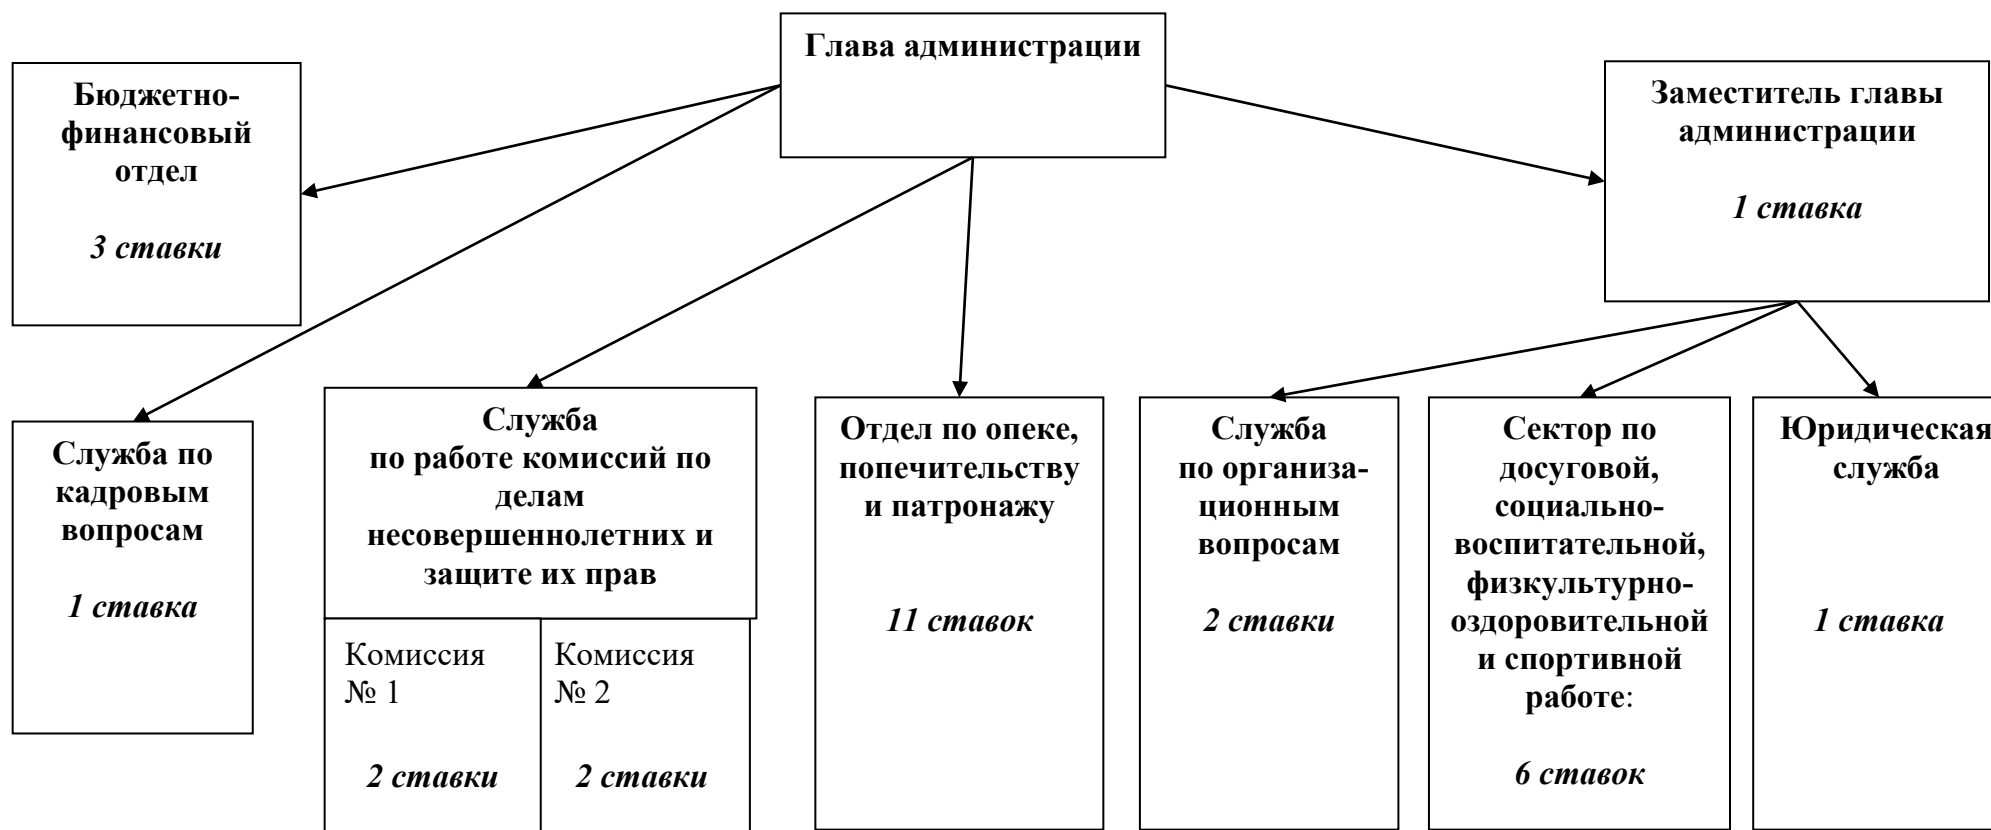 Глава администрации
Бюджетно-
финансовый
отдел
3 ставки
Заместитель главы
администрации
1 ставка
Служба по
кадровым
вопросам
1 ставка
Служба
по работе комиссий по
делам
несовершеннолетних и
защите их прав
Комиссия
№ 1
2 ставки
Комиссия
№ 2
2 ставки
Отдел по опеке,
попечительству
и патронажу
11 ставок
Служба
по организа-
ционным
вопросам
2 ставки
Сектор по
досуговой,
социально-
воспитательной,
физкультурно-
оздоровительной
и спортивной
работе:
6 ставок
Юридическая
служба
1 ставка